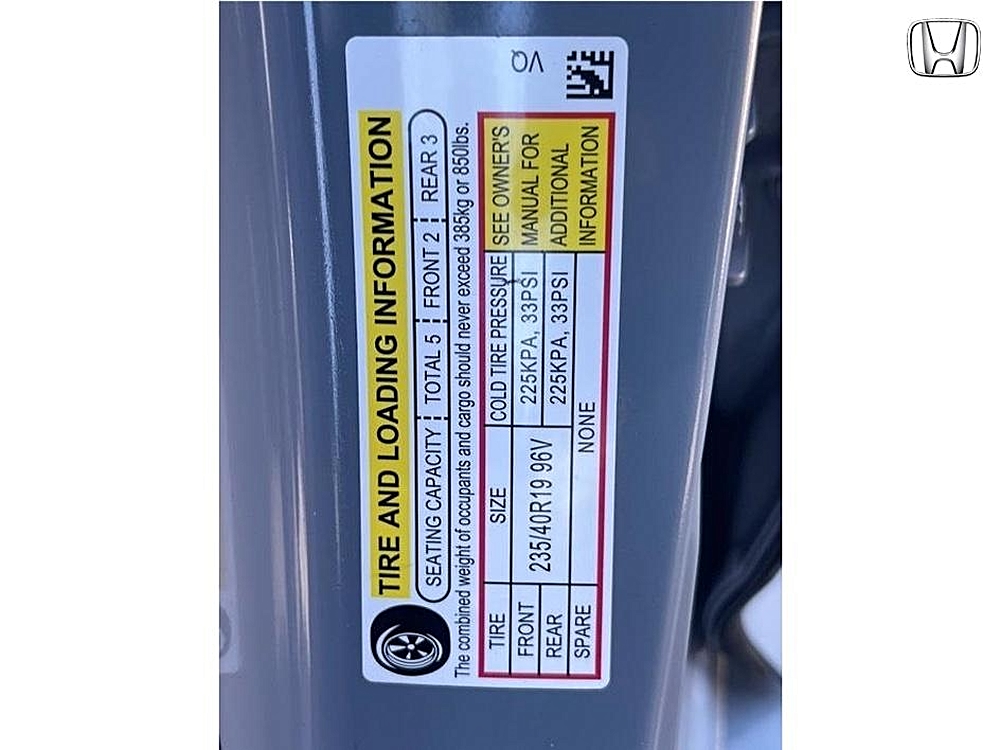 VQ
TIRE AND LOADING INFORMATION
SEATING CAPACITY TOTAL 5 FRONT 2 REAR 3
The combined weight of occupants and cargo should never exceed 385kg or 850lbs.
TIRE SIZE COLD TIRE PRESSURE SEE OWNER'S
FRONT 235/40R19 96V 225KPA, 33PSI MANUAL FOR
REAR 225KPA, 33PSI ADDITIONAL
SPARE NONE INFORMATION